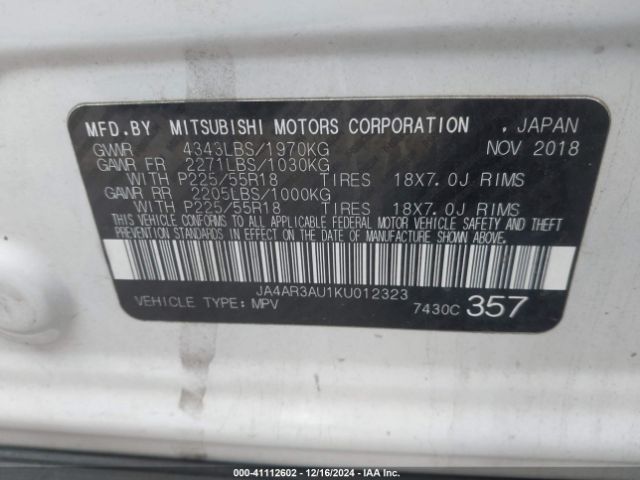 MFD.BY MITSUBISHI MOTORS CORPORATION , JAPAN
GVWR 4343LBS/1970KG NOV 2018
GAWR FR 2271LBS/1030KG
WITH P225/55R18 TIRES 18X7.0J RIMS
GAWR RR 2205LBS/1000KG
WITH P225/55R18 TIRES 18X7.0J RIMS
THIS VEHICLE CONFORMS TO ALL APPLICABLE FEDERAL MOTOR VEHICLE SAFETY AND THEFT
PREVENTION STANDARDS IN EFFECT ON THE DATE OF MANUFACTURE SHOWN ABOVE.
JA4AR3AU1KU012323
VEHICLE TYPE: MPV 7430C 357
000-41112602 - 12/16/2024 - IAAI.COM